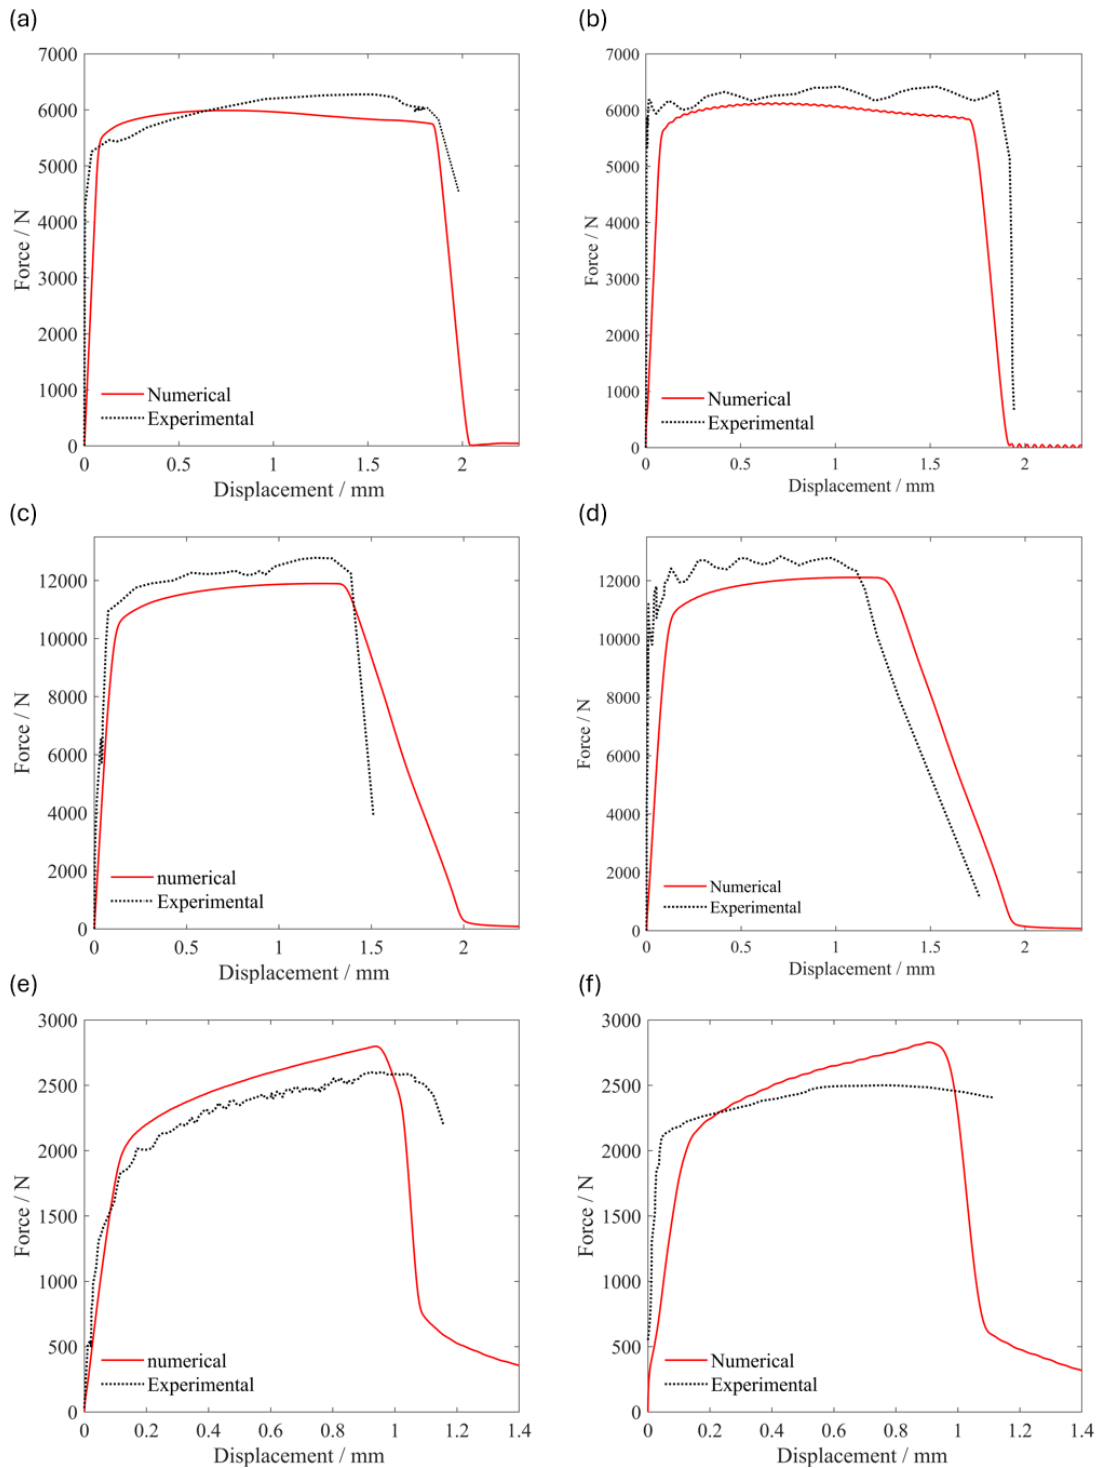 (a)
7000
6000
5000
4000
3000
2000
1000
0
Force / N
Numerical
Experimental
0 0.5 1 1.5 2
Displacement / mm
(b)
7000
6000
5000
4000
3000
2000
1000
0
Force / N
Numerical
Experimental
0 0.5 1 1.5 2
Displacement / mm
(c)
12000
10000
8000
6000
4000
2000
0
Force / N
numerical
Experimental
0 0.5 1 1.5 2
Displacement / mm
(d)
12000
10000
8000
6000
4000
2000
0
Force / N
Numerical
Experimental
0 0.5 1 1.5 2
Displacement / mm
(e)
3000
2500
2000
1500
1000
500
0
Force / N
numerical
Experimental
0 0.2 0.4 0.6 0.8 1 1.2 1.4
Displacement / mm
(f)
3000
2500
2000
1500
1000
500
0
Force / N
Numerical
Experimental
0 0.2 0.4 0.6 0.8 1 1.2 1.4
Displacement / mm